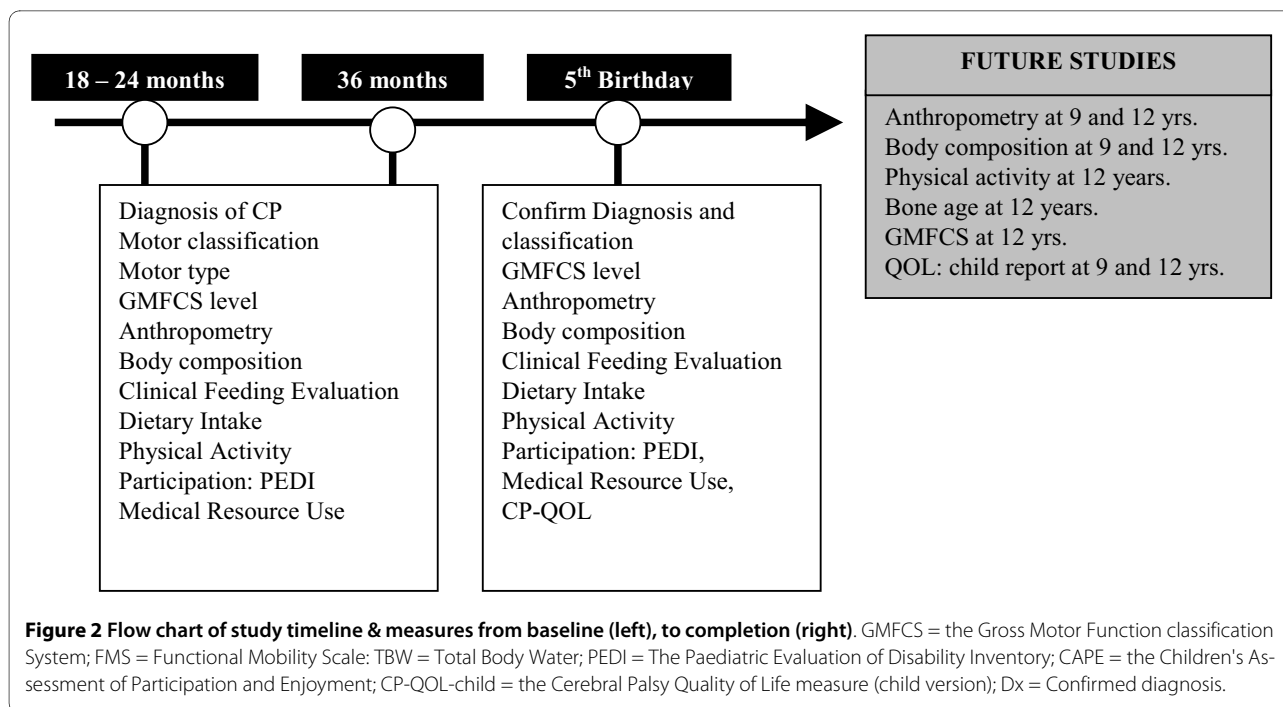 18 – 24 months
36 months
5th Birthday
Diagnosis of CP
Motor classification
Motor type
GMFCS level
Anthropometry
Body composition
Clinical Feeding Evaluation
Dietary Intake
Physical Activity
Participation: PEDI
Medical Resource Use
Confirm Diagnosis and
classification
GMFCS level
Anthropometry
Body composition
Clinical Feeding Evaluation
Dietary Intake
Physical Activity
Participation: PEDI,
Medical Resource Use,
CP-QOL
FUTURE STUDIES
Anthropometry at 9 and 12 yrs.
Body composition at 9 and 12 yrs.
Physical activity at 12 years.
Bone age at 12 years.
GMFCS at 12 yrs.
QOL: child report at 9 and 12 yrs.
Figure 2 Flow chart of study timeline & measures from baseline (left), to completion (right). GMFCS = the Gross Motor Function classification
System; FMS = Functional Mobility Scale: TBW = Total Body Water; PEDI = The Paediatric Evaluation of Disability Inventory; CAPE = the Children's As-
sessment of Participation and Enjoyment; CP-QOL-child = the Cerebral Palsy Quality of Life measure (child version); Dx = Confirmed diagnosis.